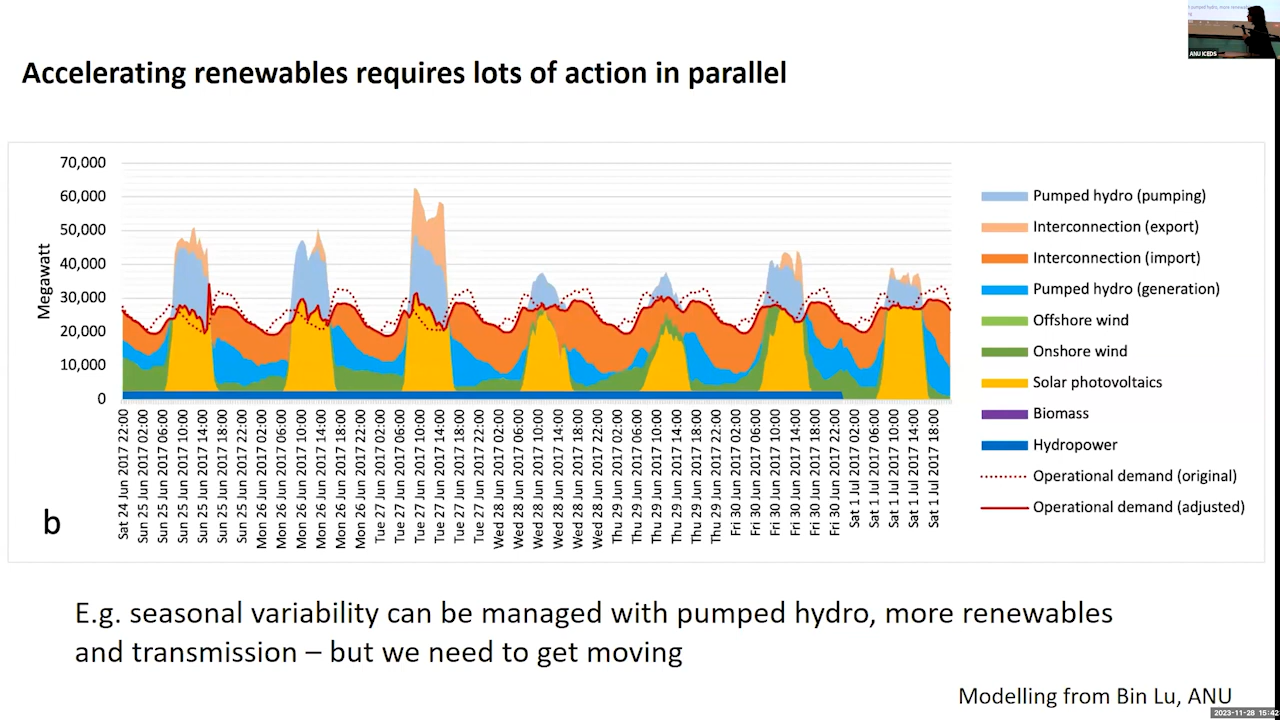 Accelerating renewables requires lots of action in parallel
ANU ICEDS
70,000
60,000
50,000
40,000
30,000
20,000
10,000
0
Megawatt
Sat 24 Jun 2017 22:00
Sun 25 Jun 2017 02:00
Sun 25 Jun 2017 06:00
Sun 25 Jun 2017 10:00
Sun 25 Jun 2017 14:00
Sun 25 Jun 2017 18:00
Sun 25 Jun 2017 22:00
Mon 26 Jun 2017 02:00
Mon 26 Jun 2017 06:00
Mon 26 Jun 2017 10:00
Mon 26 Jun 2017 14:00
Mon 26 Jun 2017 18:00
Mon 26 Jun 2017 22:00
Tue 27 Jun 2017 02:00
Tue 27 Jun 2017 06:00
Tue 27 Jun 2017 10:00
Tue 27 Jun 2017 14:00
Tue 27 Jun 2017 18:00
Tue 27 Jun 2017 22:00
Wed 28 Jun 2017 02:00
Wed 28 Jun 2017 06:00
Wed 28 Jun 2017 10:00
Wed 28 Jun 2017 14:00
Wed 28 Jun 2017 18:00
Wed 28 Jun 2017 22:00
Thu 29 Jun 2017 02:00
Thu 29 Jun 2017 06:00
Thu 29 Jun 2017 10:00
Thu 29 Jun 2017 14:00
Thu 29 Jun 2017 18:00
Thu 29 Jun 2017 22:00
Fri 30 Jun 2017 02:00
Fri 30 Jun 2017 06:00
Fri 30 Jun 2017 10:00
Fri 30 Jun 2017 14:00
Fri 30 Jun 2017 18:00
Fri 30 Jun 2017 22:00
Sat 1 Jul 2017 02:00
Sat 1 Jul 2017 06:00
Sat 1 Jul 2017 10:00
Sat 1 Jul 2017 14:00
Sat 1 Jul 2017 18:00
Pumped hydro (pumping)
Interconnection (export)
Interconnection (import)
Pumped hydro (generation)
Offshore wind
Onshore wind
Solar photovoltaics
Biomass
Hydropower
Operational demand (original)
Operational demand (adjusted)
b
E.g. seasonal variability can be managed with pumped hydro, more renewables
and transmission – but we need to get moving
Modelling from Bin Lu, ANU
2023-11-28 15:42